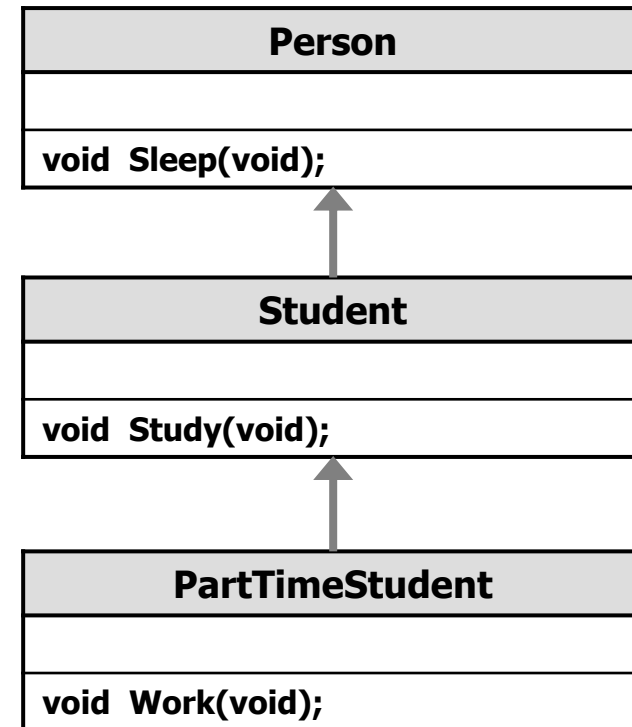 Person
void Sleep(void);
Student
void Study(void);
PartTimeStudent
void Work(void);